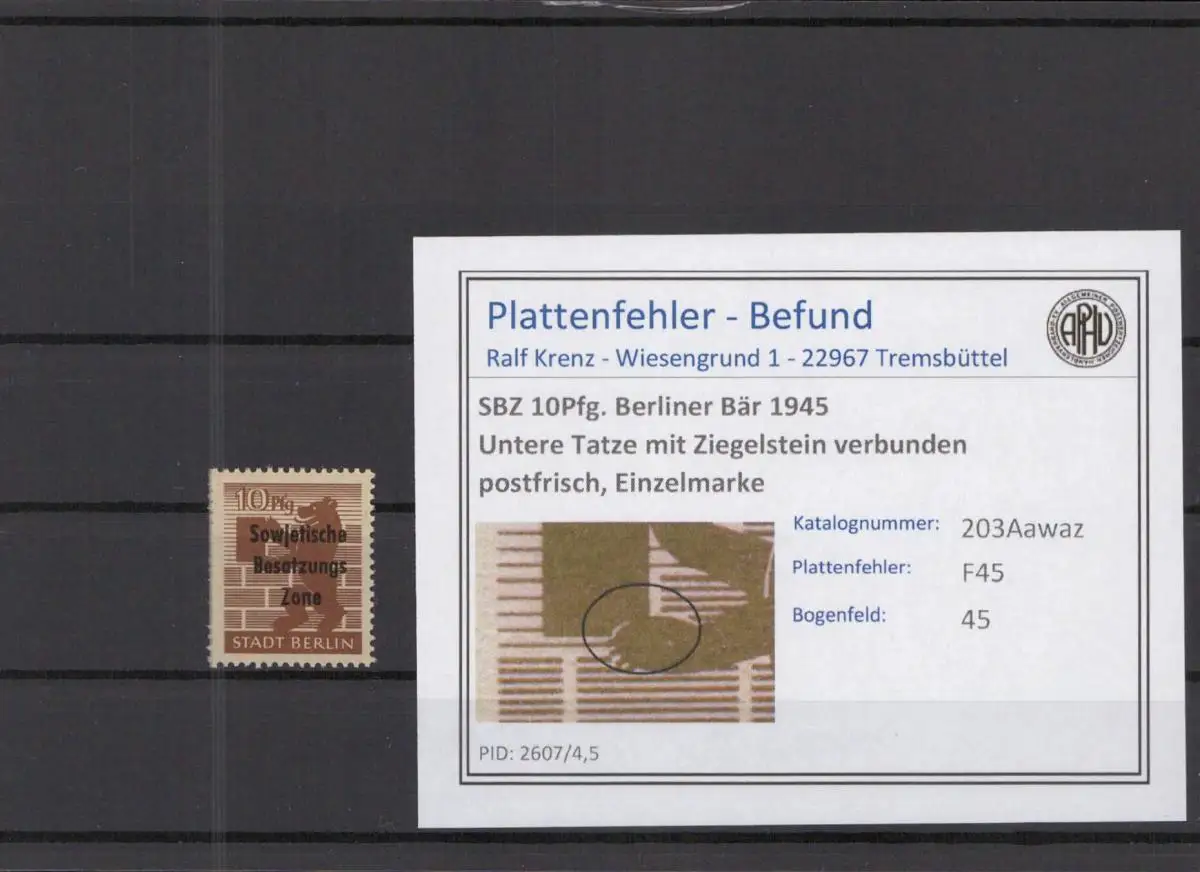 10 Pfg
Sowjetische
Besatzungs
Zone
STADT BERLIN
Plattenfehler - Befund
Ralf Krenz - Wiesengrund 1 - 22967 Tremsbüttel
APHV
SBZ 10Pfg. Berliner Bär 1945
Untere Tatze mit Ziegelstein verbunden
postfrisch, Einzelmarke
Katalognummer: 203Aawaz
Plattenfehler: F45
Bogenfeld: 45
PID: 2607/4,5